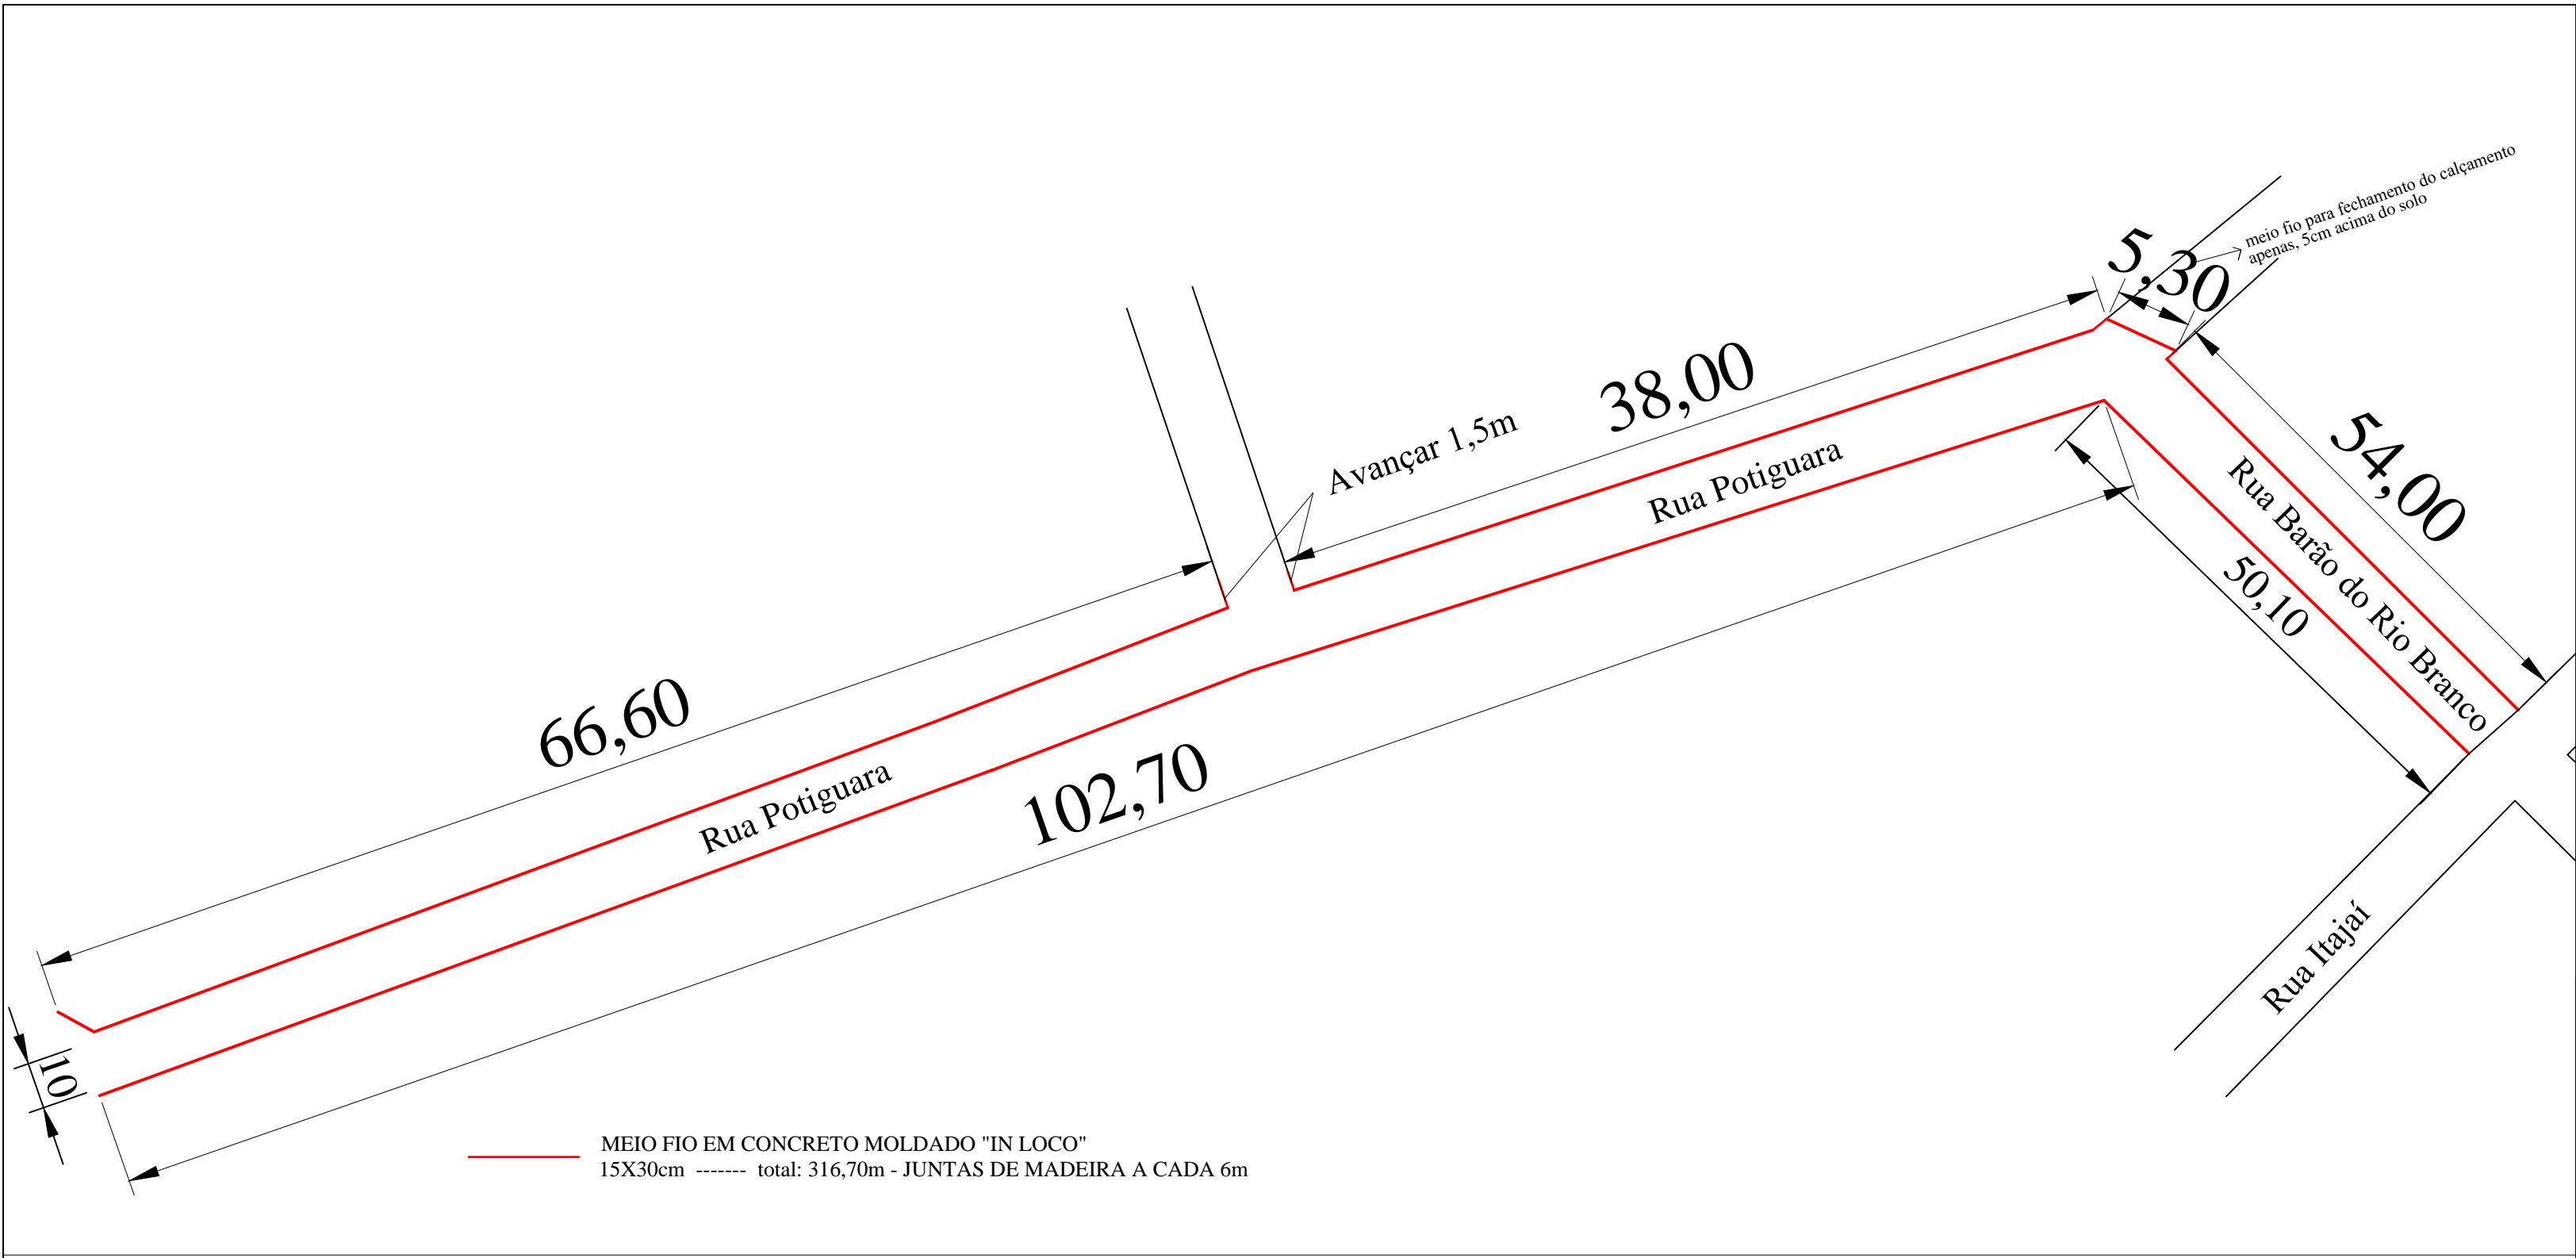 meio fio para fechamento do calçamento
apenas, 5cm acima do solo
5,30
38,00
Avançar 1,5m
54,00
Rua Potiguara
Rua Barão do Rio Branco
50,10
66,60
102,70
Rua Potiguara
Rua Itajaí
10
MEIO FIO EM CONCRETO MOLDADO "IN LOCO"
15X30cm ------- total: 316,70m - JUNTAS DE MADEIRA A CADA 6m